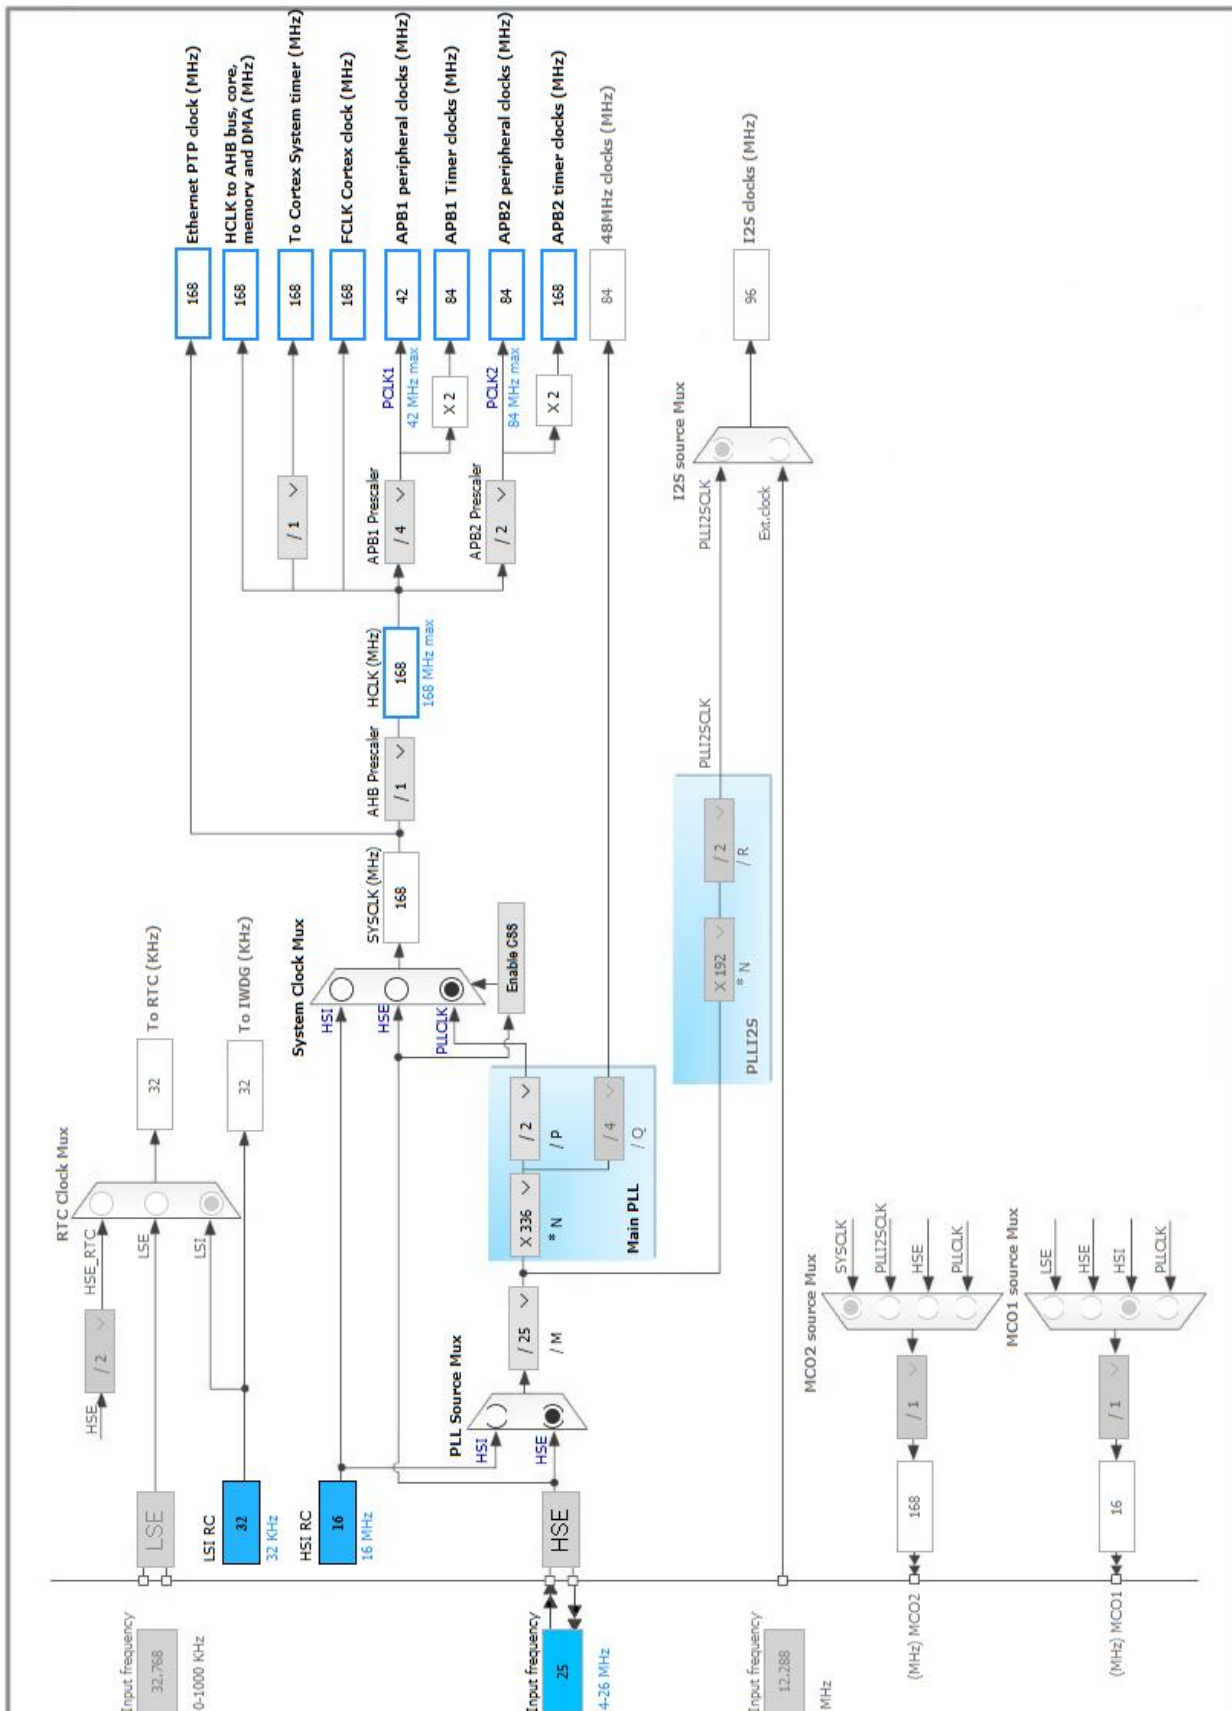 Input frequency
32.768
0-1000 KHz
LSE
HSE
/ 2
HSE_RTC
RTC Clock Mux
LSE
LSI
32
To RTC (KHz)
LSI RC
32
32 KHz
32
To IWDG (KHz)
HSI RC
16
16 MHz
System Clock Mux
HSI
HSE
PLLCLK
Enable CSS
SYSCLK (MHz)
168
AHB Prescaler
/ 1
HCLK (MHz)
168
168 MHz max
168
Ethernet PTP clock (MHz)
168
HCLK to AHB bus, core,
memory and DMA (MHz)
/ 1
168
To Cortex System timer (MHz)
168
FCLK Cortex clock (MHz)
APB1 Prescaler
/ 4
PCLK1
42 MHz max
42
APB1 peripheral clocks (MHz)
X 2
84
APB1 Timer clocks (MHz)
APB2 Prescaler
/ 2
PCLK2
84 MHz max
84
APB2 peripheral clocks (MHz)
X 2
168
APB2 timer clocks (MHz)
84
48MHz clocks (MHz)
Input frequency
25
4-26 MHz
HSE
PLL Source Mux
HSI
HSE
/ 25
/ M
X 336
* N
/ 2
/ P
/ 4
/ Q
Main PLL
PLLI2S
X 192
* N
/ 2
/ R
PLLI2SCLK
PLLI2SCLK
I2S source Mux
Ext.clock
96
I2S clocks (MHz)
Input frequency
12.288
MHz
MCO2 source Mux
SYSCLK
PLLI2SCLK
HSE
PLLCLK
/ 1
168
(MHz) MCO2
MCO1 source Mux
LSE
HSE
HSI
PLLCLK
/ 1
16
(MHz) MCO1